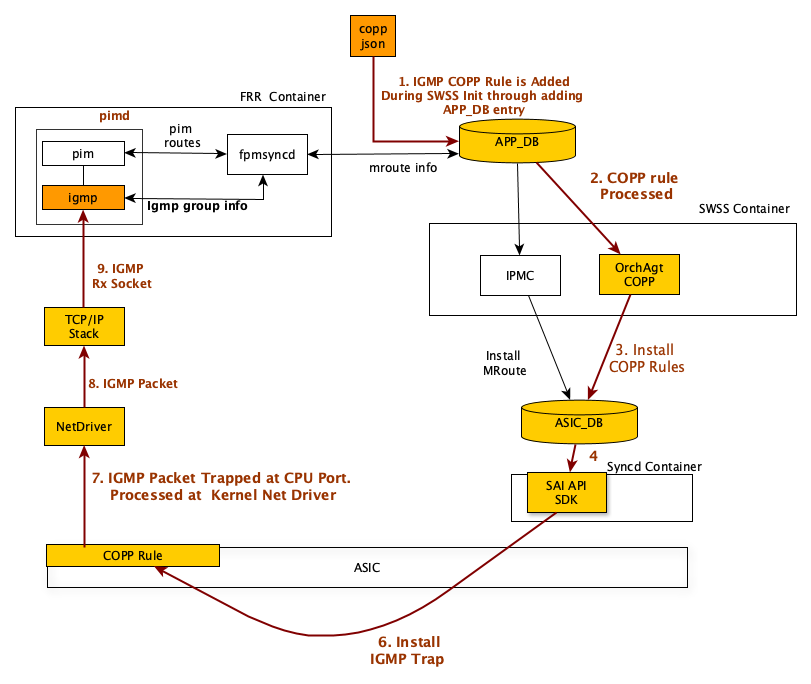 copp
json
1. IGMP COPP Rule is Added
During SWSS Init through adding
APP_DB entry
FRR  Container
pimd
pim
routes
pim
fpmsyncd
APP_DB
mroute info
igmp
Igmp group info
2. COPP rule
Processed
SWSS Container
9. IGMP
Rx Socket
IPMC
OrchAgt
COPP
TCP/IP
Stack
Install
MRoute
3. Install
COPP Rules
8. IGMP Packet
NetDriver
ASIC_DB
4
Syncd Container
7. IGMP Packet Trapped at CPU Port.
Processed at  Kernel Net Driver
SAI API
SDK
COPP Rule
ASIC
6. Install
IGMP Trap